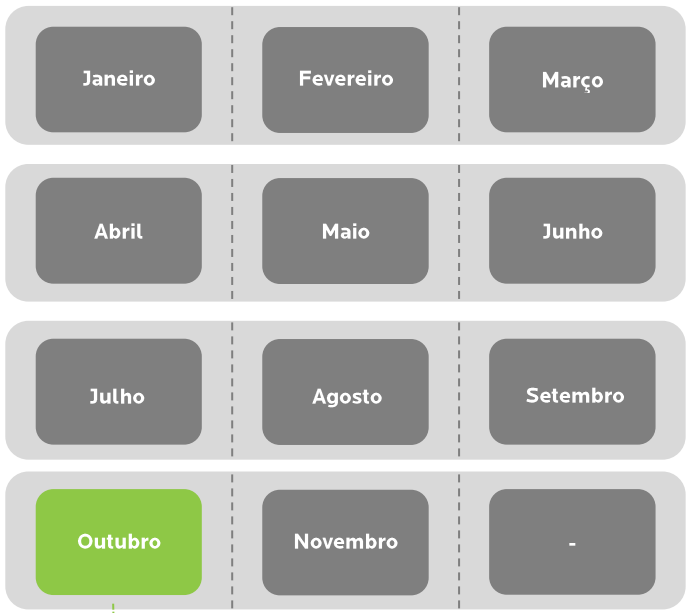 Janeiro
Fevereiro
Março
Abril
Maio
Junho
Julho
Agosto
Setembro
Outubro
Novembro
-